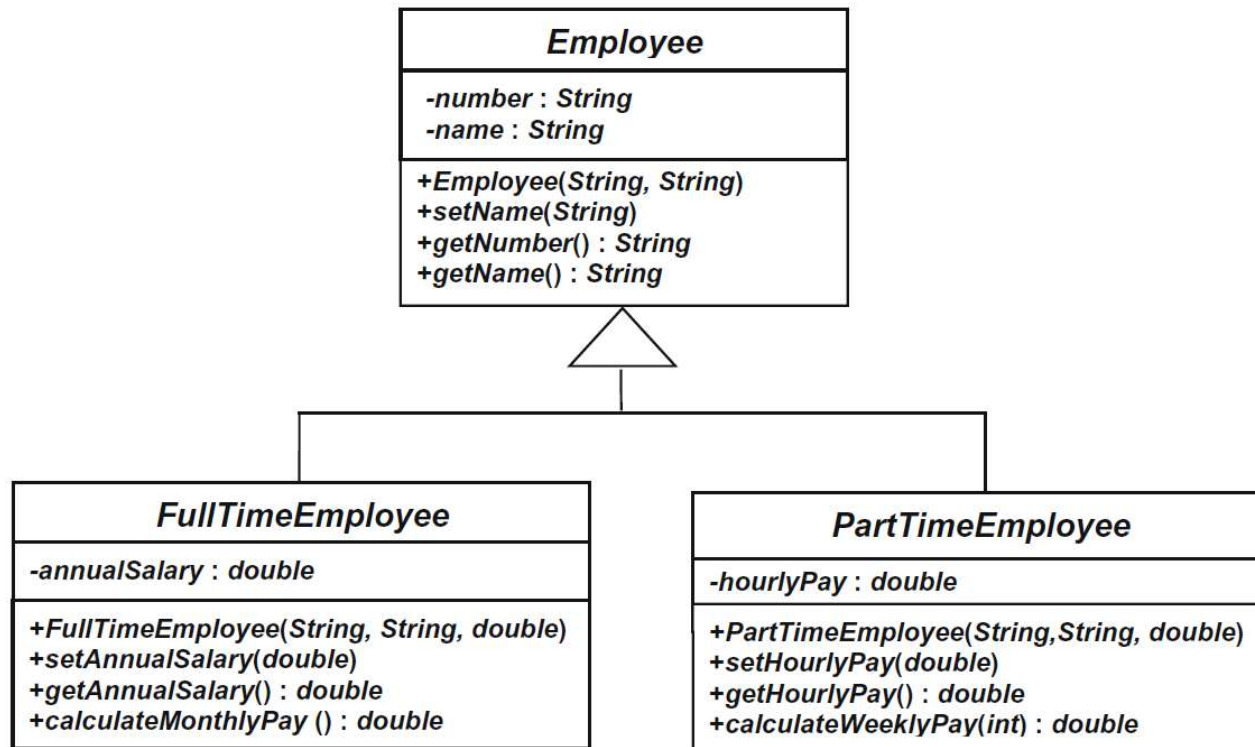 Employee
-number : String
-name : String
+Employee(String, String)
+setName(String)
+getNumber() : String
+getName() : String
FullTimeEmployee
-annualSalary : double
+FullTimeEmployee(String, String, double)
+setAnnualSalary(double)
+getAnnualSalary() : double
+calculateMonthlyPay () : double
PartTimeEmployee
-hourlyPay : double
+PartTimeEmployee(String,String, double)
+setHourlyPay(double)
+getHourlyPay() : double
+calculateWeeklyPay(int) : double